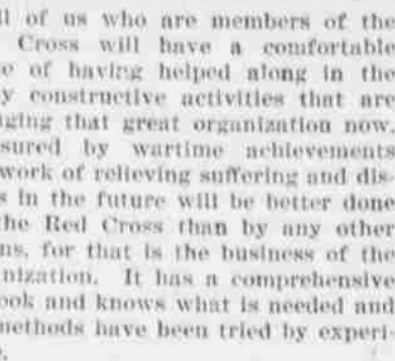 ll of us who are members of the
Cross will have a comfortable
e of having helped along in the
y constructive activities that are
ging that great organization now.
sured by wartime achievements
work of relieving suffering and dis-
s in the future will be better done
the Red Cross than by any other
ns, for that is the business of the
nization. It has a comprehensive
ook and knows what is needed and
methods have been tried by experi-